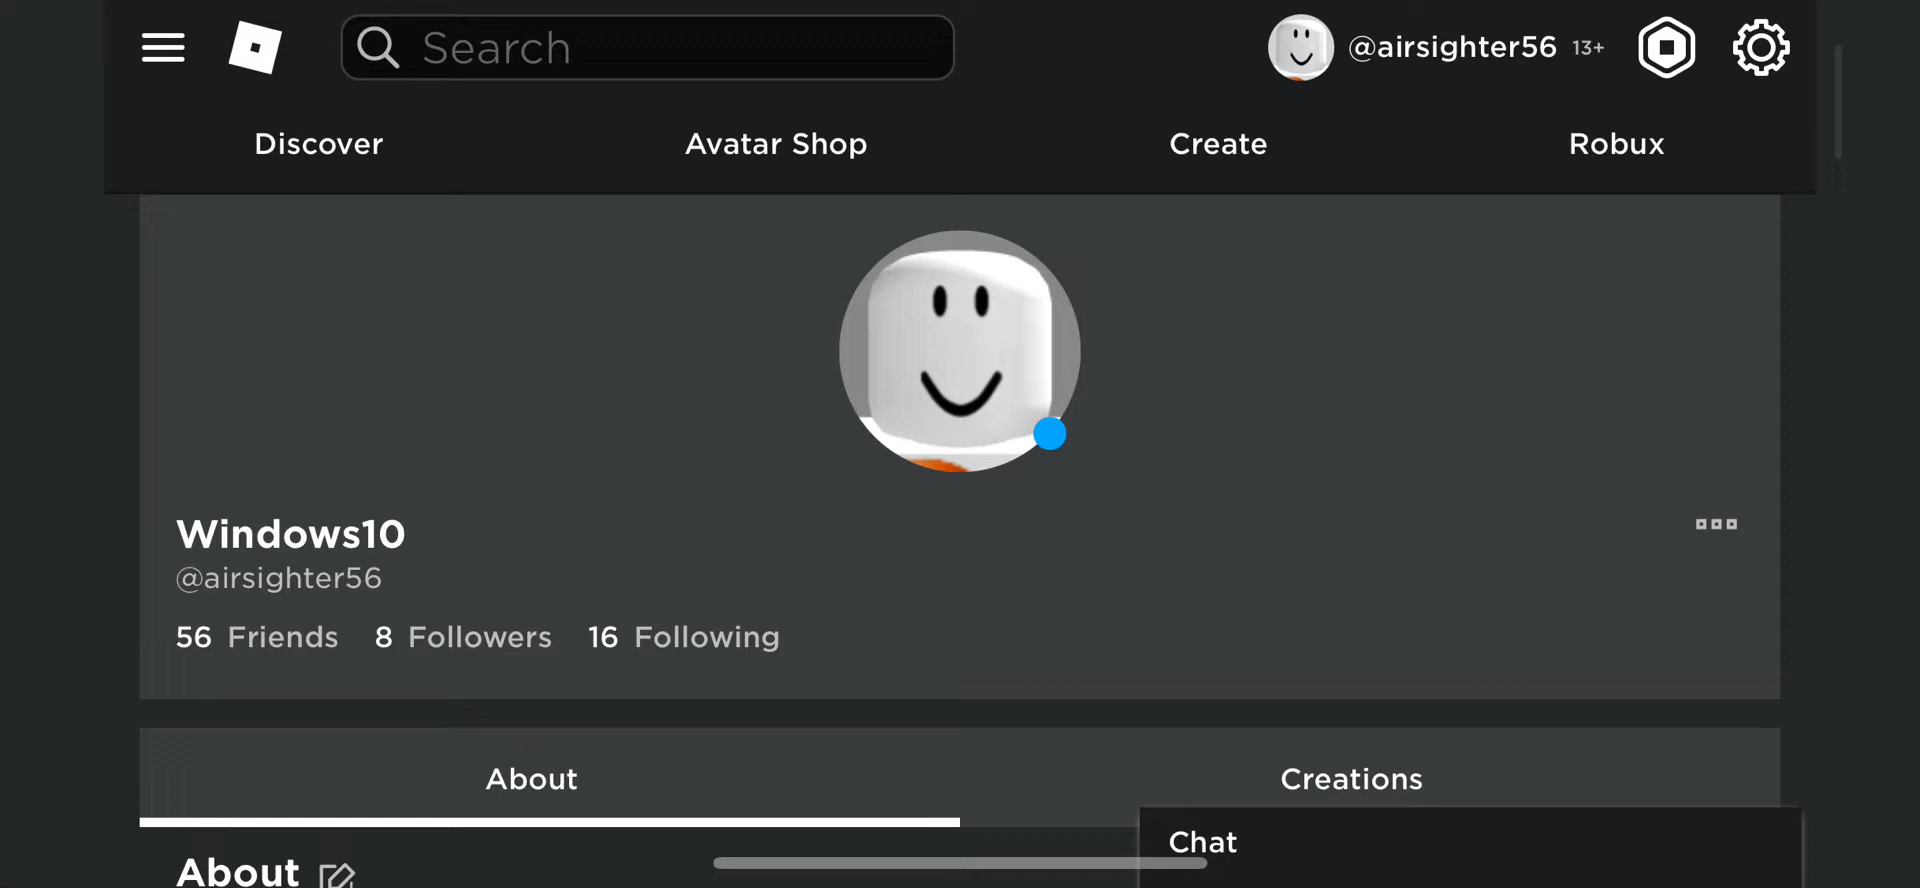 Search
@airsighter56 13+
Discover Avatar Shop Create Robux
Windows10
@airsighter56
56 Friends 8 Followers 16 Following
About Creations
Chat
About